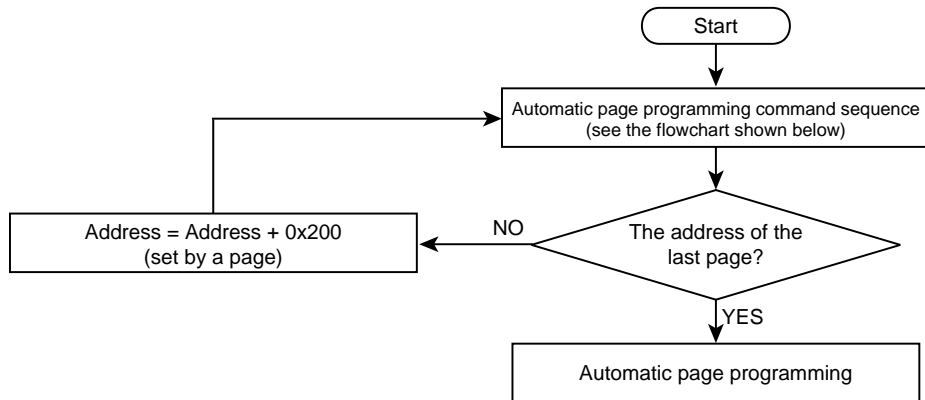 Start
Automatic page programming command sequence
(see the flowchart shown below)
Address = Address + 0x200
(set by a page)
NO
The address of the
last page?
YES
Automatic page programming